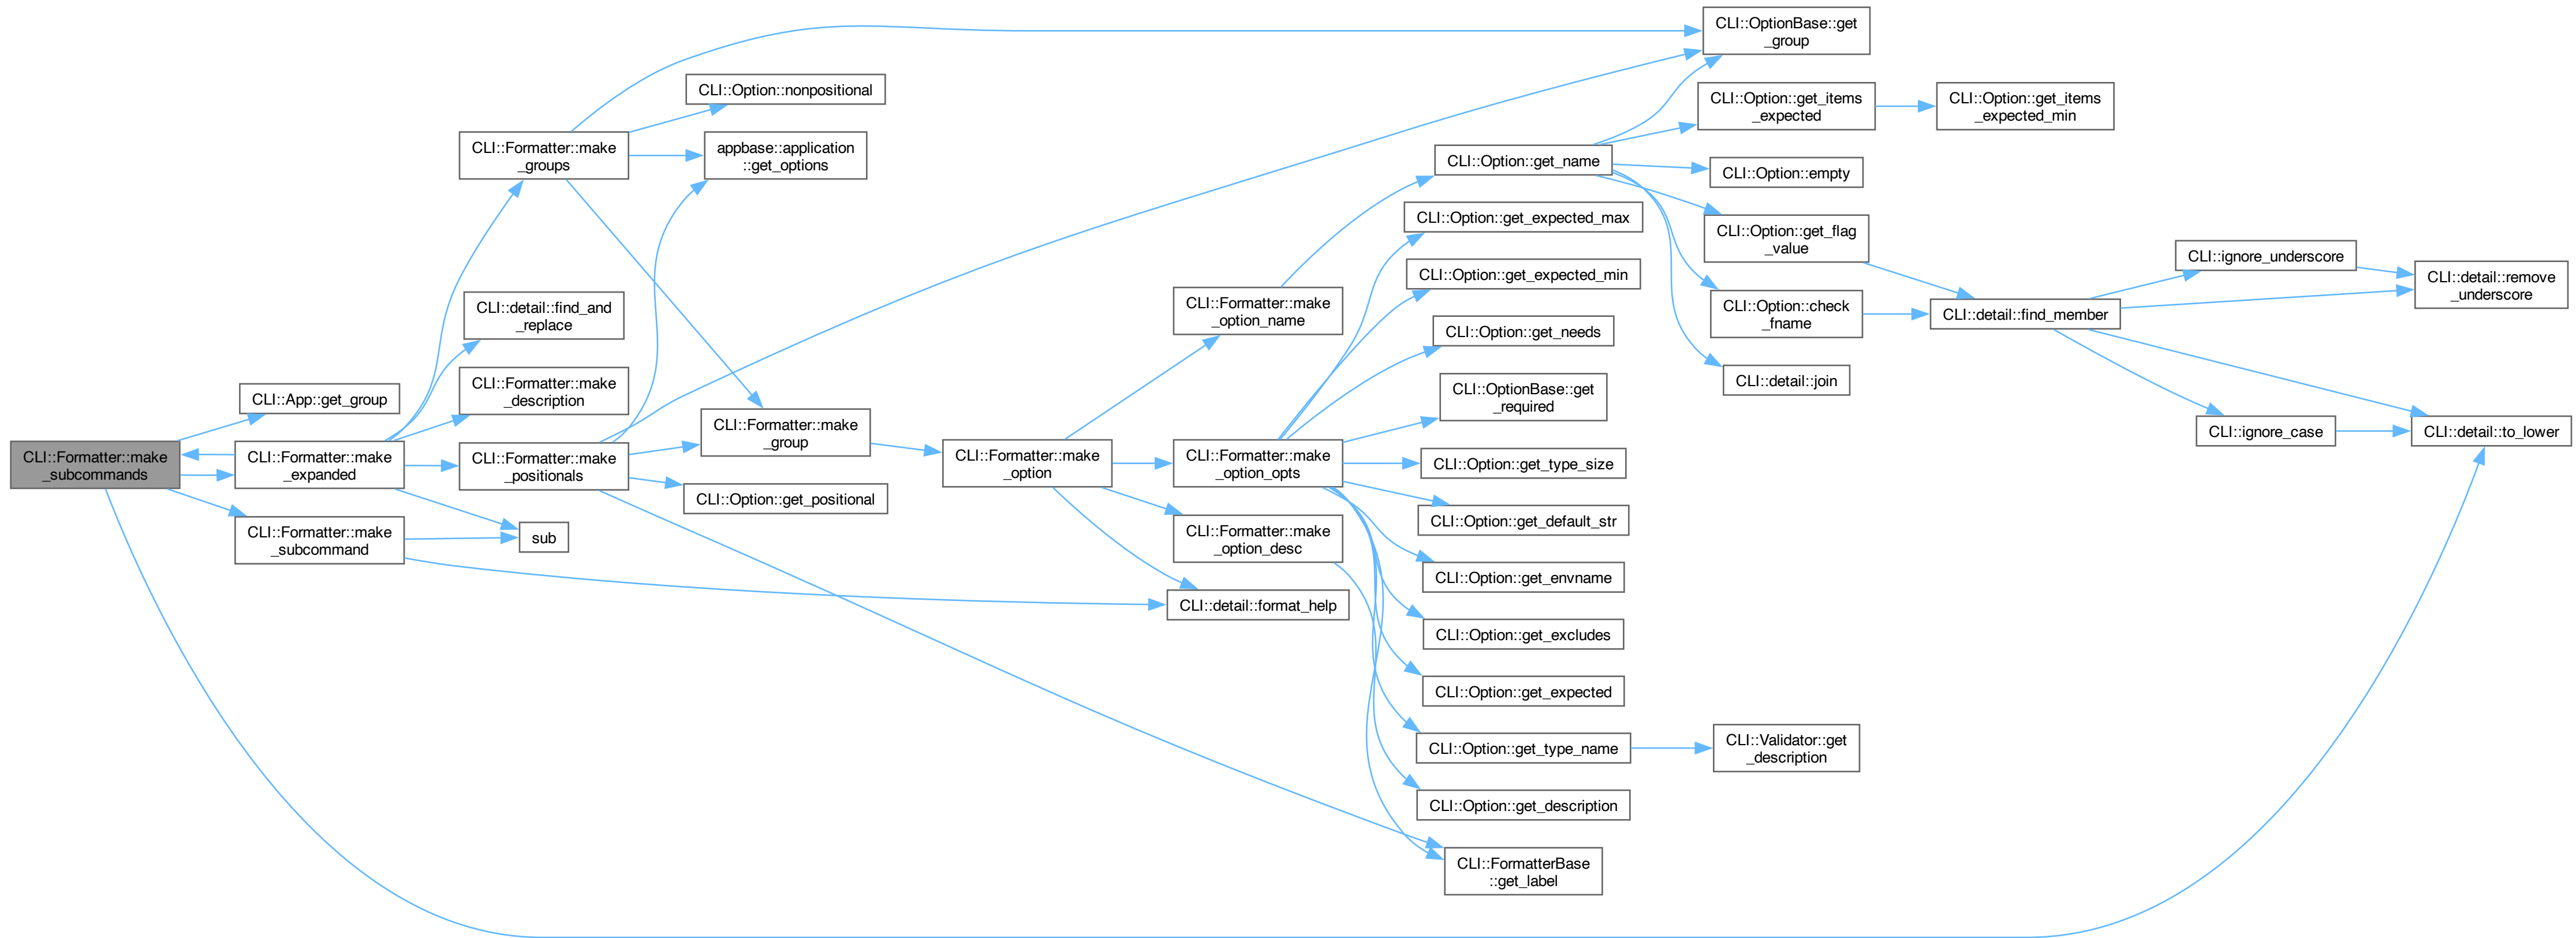 CLI::Formatter::make
_subcommands
CLI::App::get_group
CLI::Formatter::make
_expanded
CLI::Formatter::make
_subcommand
CLI::Formatter::make
_groups
CLI::detail::find_and
_replace
CLI::Formatter::make
_description
CLI::Formatter::make
_positionals
sub
CLI::Option::nonpositional
appbase::application
::get_options
CLI::Formatter::make
_group
CLI::Option::get_positional
CLI::Formatter::make
_option
CLI::Formatter::make
_option_name
CLI::Formatter::make
_option_opts
CLI::Formatter::make
_option_desc
CLI::detail::format_help
CLI::Option::get_name
CLI::Option::get_expected_max
CLI::Option::get_expected_min
CLI::Option::get_needs
CLI::OptionBase::get
_required
CLI::Option::get_type_size
CLI::Option::get_default_str
CLI::Option::get_envname
CLI::Option::get_excludes
CLI::Option::get_expected
CLI::Option::get_type_name
CLI::Option::get_description
CLI::FormatterBase
::get_label
CLI::OptionBase::get
_group
CLI::Option::get_items
_expected
CLI::Option::empty
CLI::Option::get_flag
_value
CLI::Option::check
_fname
CLI::detail::join
CLI::Validator::get
_description
CLI::Option::get_items
_expected_min
CLI::detail::find_member
CLI::ignore_underscore
CLI::ignore_case
CLI::detail::remove
_underscore
CLI::detail::to_lower